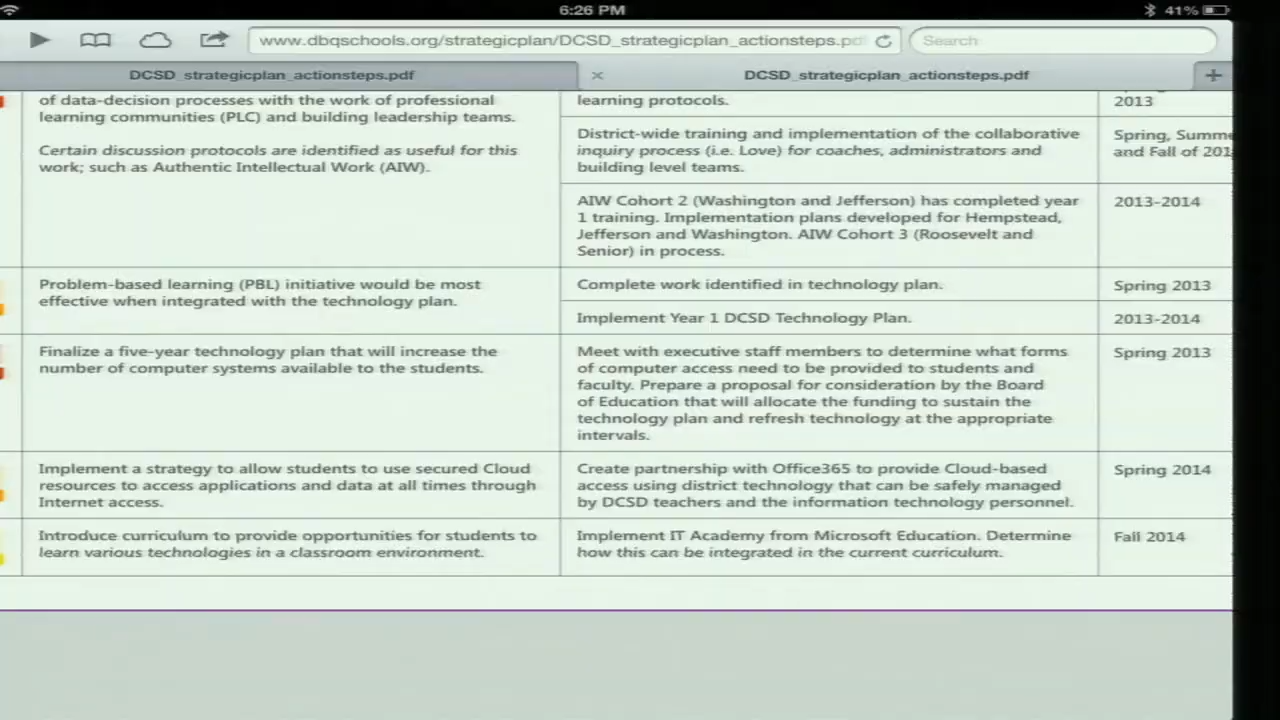 6:26 PM
41%
www.dbqschools.org/strategicplan/DCSD_strategicplan_actionsteps.pd
Search
DCSD_strategicplan_actionsteps.pdf
DCSD_strategicplan_actionsteps.pdf
of data-decision processes with the work of professional
learning communities (PLC) and building leadership teams.
Certain discussion protocols are identified as useful for this
work; such as Authentic Intellectual Work (AIW).
learning protocols.
2013
District-wide training and implementation of the collaborative
inquiry process (i.e. Love) for coaches, administrators and
building level teams.
Spring, Summe
and Fall of 201
AIW Cohort 2 (Washington and Jefferson) has completed year
1 training. Implementation plans developed for Hempstead,
Jefferson and Washington. AIW Cohort 3 (Roosevelt and
Senior) in process.
2013-2014
Problem-based learning (PBL) initiative would be most
effective when integrated with the technology plan.
Complete work identified in technology plan.
Spring 2013
Implement Year 1 DCSD Technology Plan.
2013-2014
Finalize a five-year technology plan that will increase the
number of computer systems available to the students.
Meet with executive staff members to determine what forms
of computer access need to be provided to students and
faculty. Prepare a proposal for consideration by the Board
of Education that will allocate the funding to sustain the
technology plan and refresh technology at the appropriate
intervals.
Spring 2013
Implement a strategy to allow students to use secured Cloud
resources to access applications and data at all times through
Internet access.
Create partnership with Office365 to provide Cloud-based
access using district technology that can be safely managed
by DCSD teachers and the information technology personnel.
Spring 2014
Introduce curriculum to provide opportunities for students to
learn various technologies in a classroom environment.
Implement IT Academy from Microsoft Education. Determine
how this can be integrated in the current curriculum.
Fall 2014